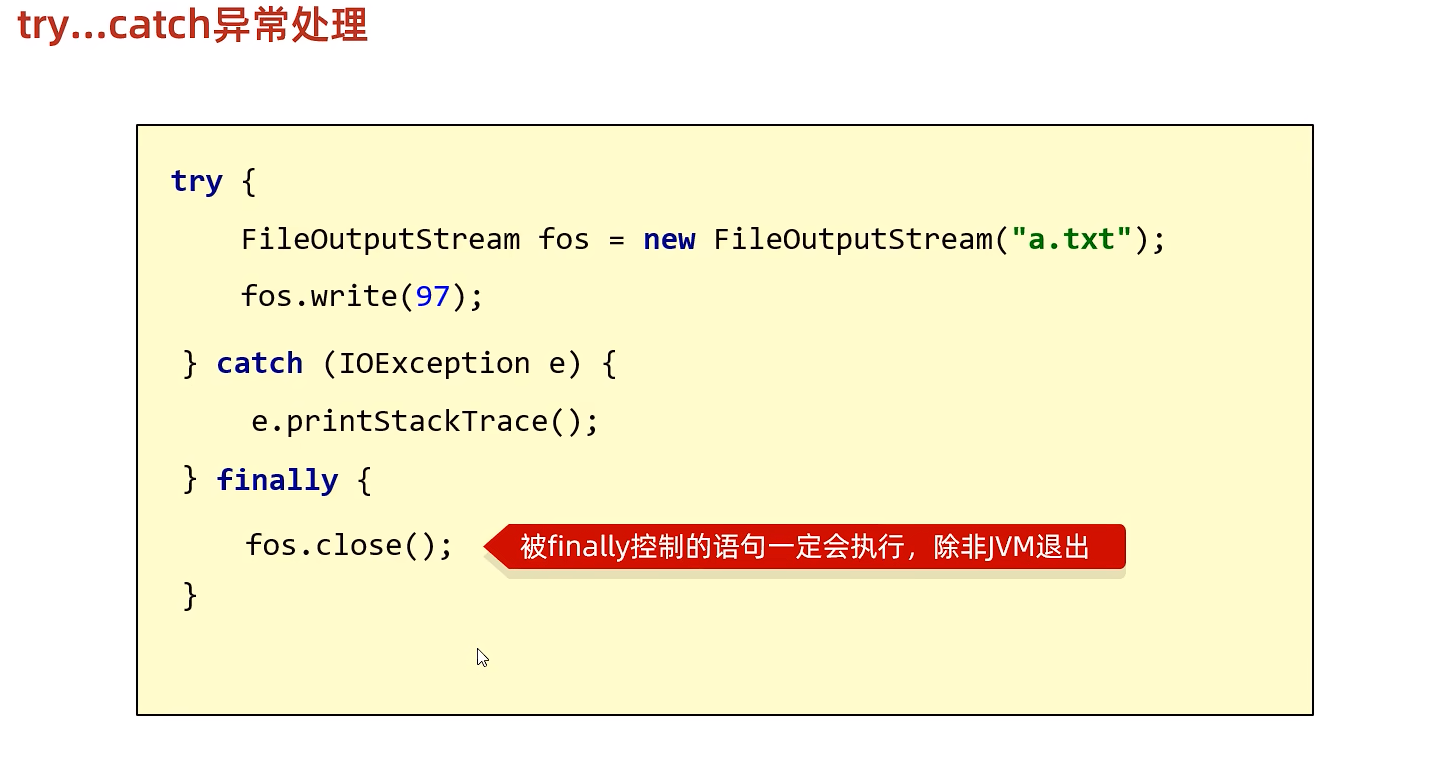 try...catch异常处理
try {
FileOutputStream fos = new FileOutputStream("a.txt");
fos.write(97);
} catch (IOException e) {
e.printStackTrace();
} finally {
fos.close();
被finally控制的语句一定会执行，除非JVM退出
}